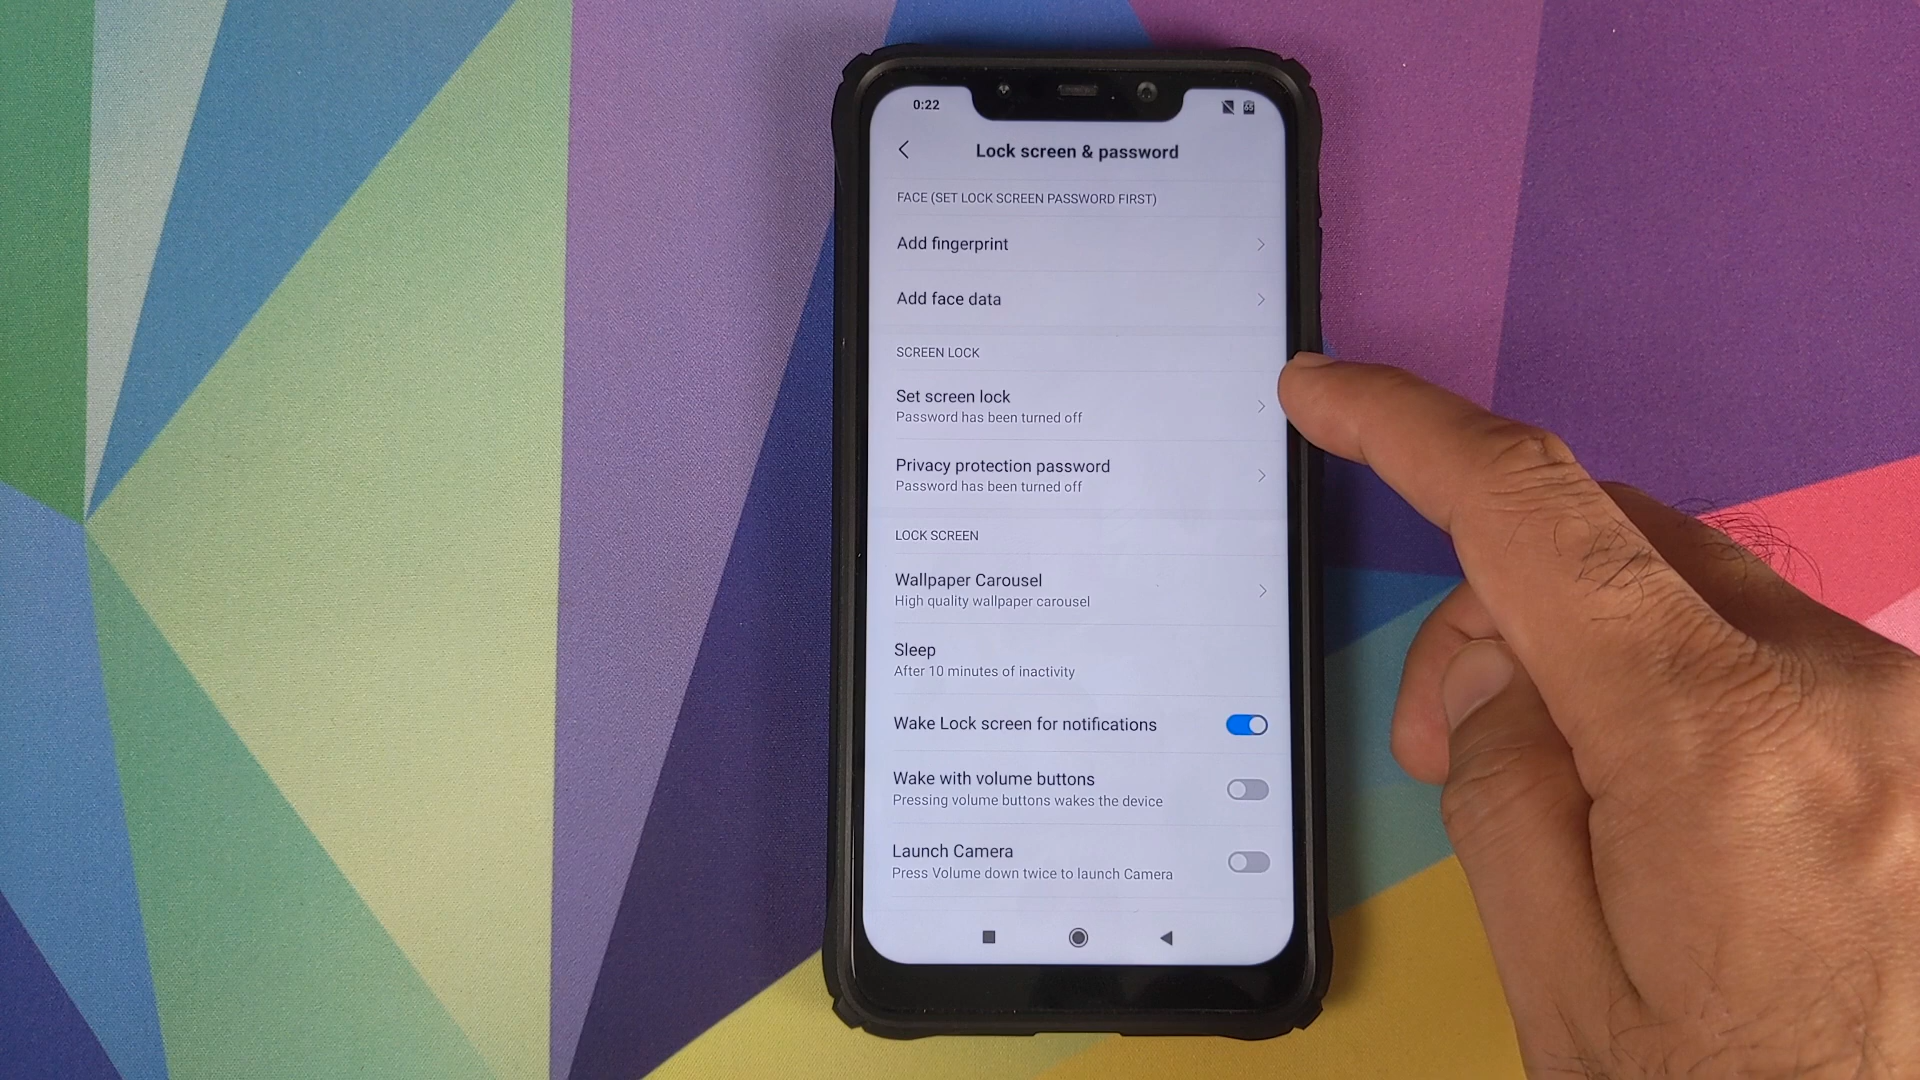 0:22
Lock screen & password
FACE (SET LOCK SCREEN PASSWORD FIRST)
Add fingerprint
Add face data
SCREEN LOCK
Set screen lock
Password has been turned off
Privacy protection password
Password has been turned off
LOCK SCREEN
Wallpaper Carousel
High quality wallpaper carousel
Sleep
After 10 minutes of inactivity
Wake Lock screen for notifications
Wake with volume buttons
Pressing volume buttons wakes the device
Launch Camera
Press Volume down twice to launch Camera